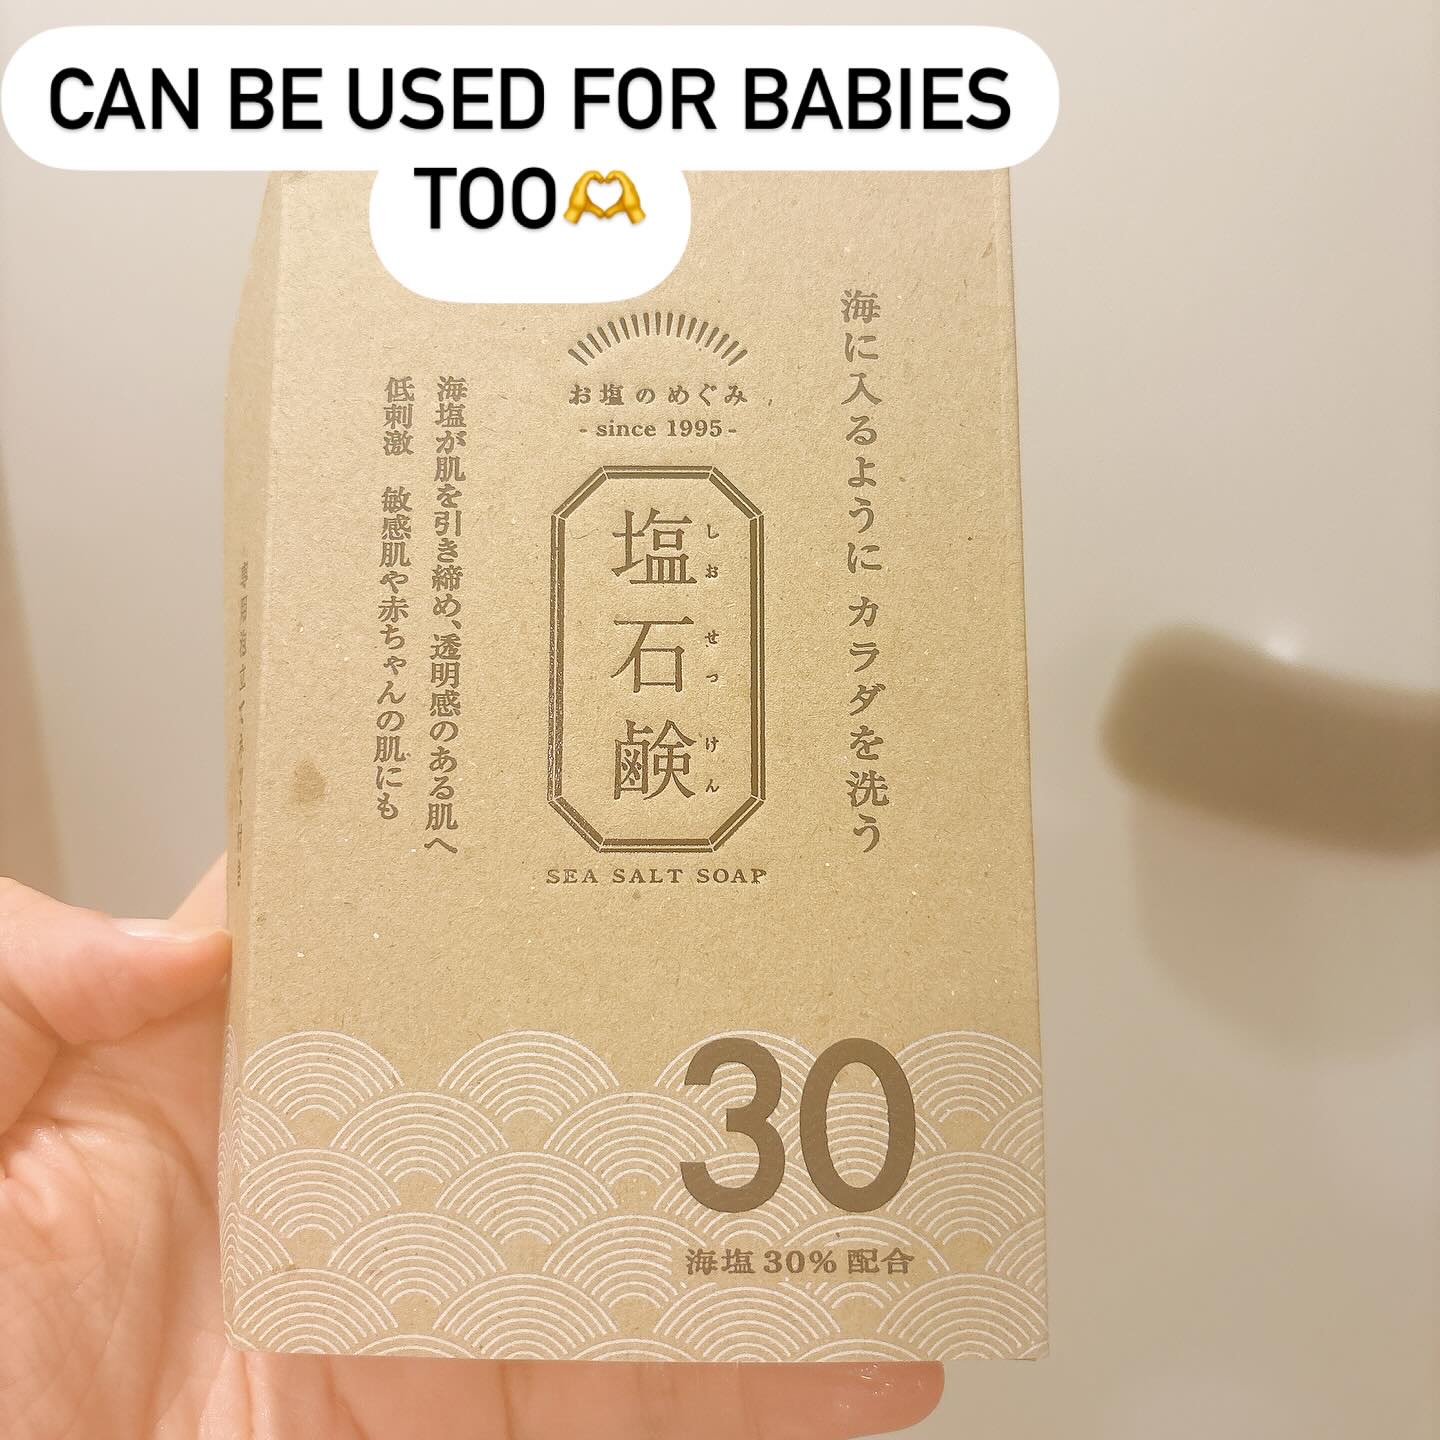 CAN BE USED FOR BABIES
TOO🫶
海に入るように カラダを洗う
お塩のめぐみ
- since 1995 -
塩石鹸
しお せっ けん
SEA SALT SOAP
海塩が肌を引き締め、透明感のある肌へ
低刺激 敏感肌や赤ちゃんの肌にも
30
海塩30%配合